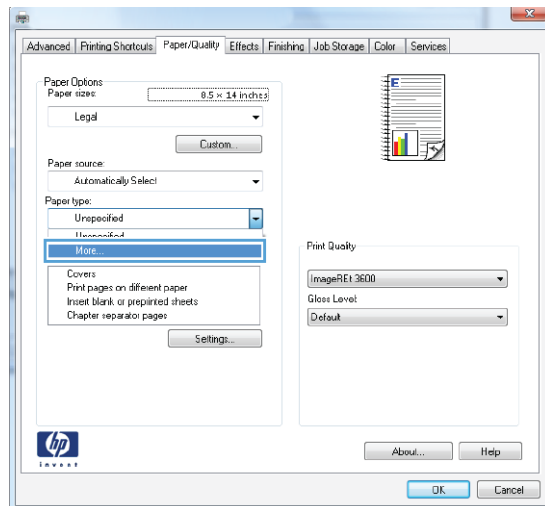 Advanced Printing Shortcuts Paper/Quality Effects Finishing Job Storage Color Services
Paper Options
Paper sizes: 8.5 × 14 inches
Legal
Custom...
Paper source:
Automatically Select
Paper type:
Unspecified
Unspecified
More...
Covers
Print pages on different paper
Insert blank or preprinted sheets
Chapter separator pages
Settings...
E
Print Quality
ImageREt 3600
Gloss Level:
Default
hp
invent
About... Help
OK Cancel